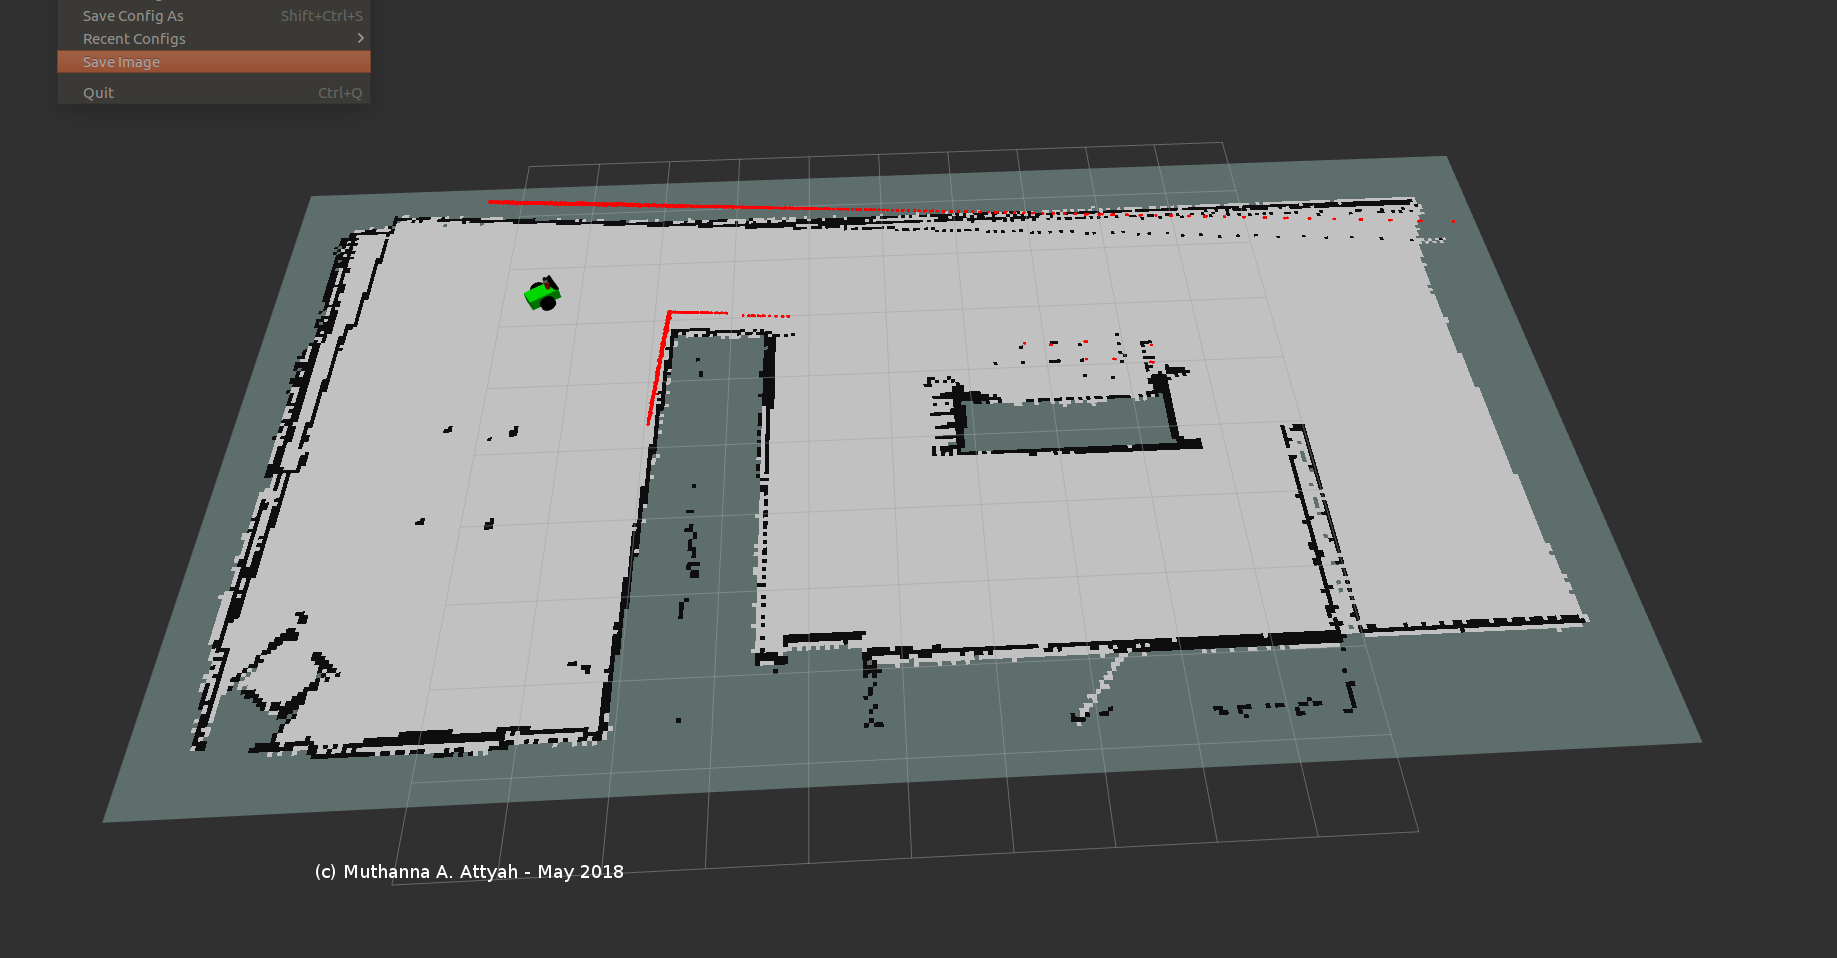 Save Config As Shift+Ctrl+S
Recent Configs >
Save Image
Quit Ctrl+Q
(c) Muthanna A. Attyah - May 2018